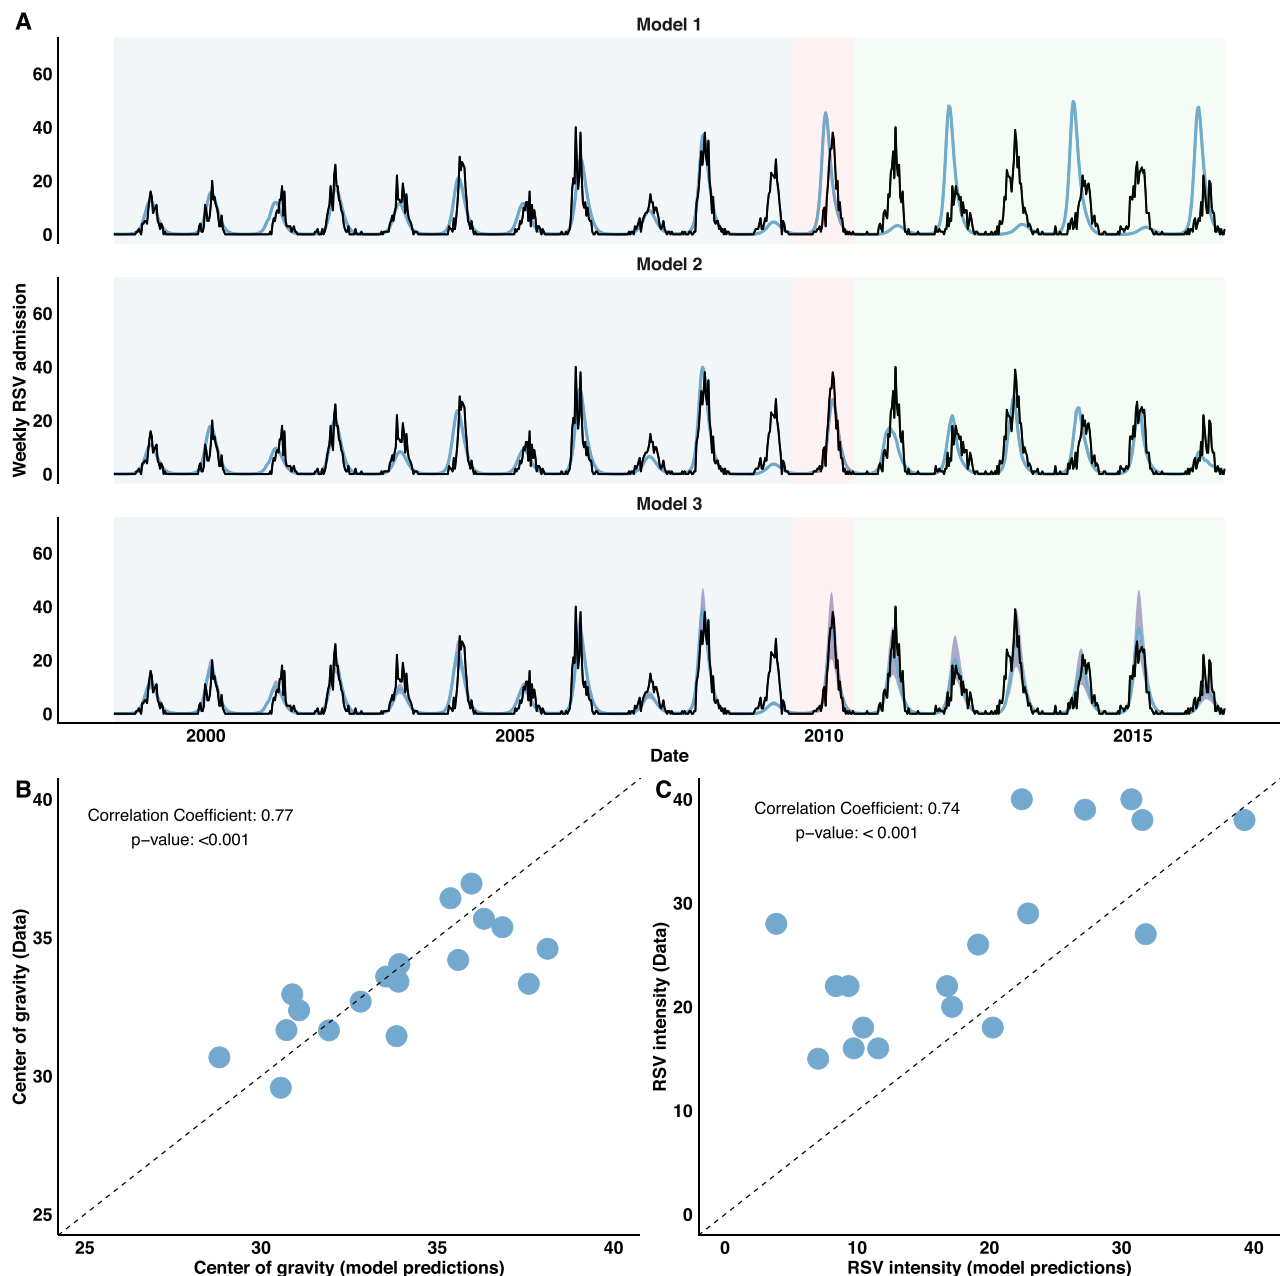 A
Model 1
60
40
20
0
Model 2
60
40
20
0
Weekly RSV admission
Model 3
60
40
20
0
2000 2005 2010 2015
Date
B
Correlation Coefficient: 0.77
p−value: <0.001
40
35
30
25
Center of gravity (Data)
25 30 35 40
Center of gravity (model predictions)
C
Correlation Coefficient: 0.74
p−value: < 0.001
40
30
20
10
0
RSV intensity (Data)
0 10 20 30 40
RSV intensity (model predictions)